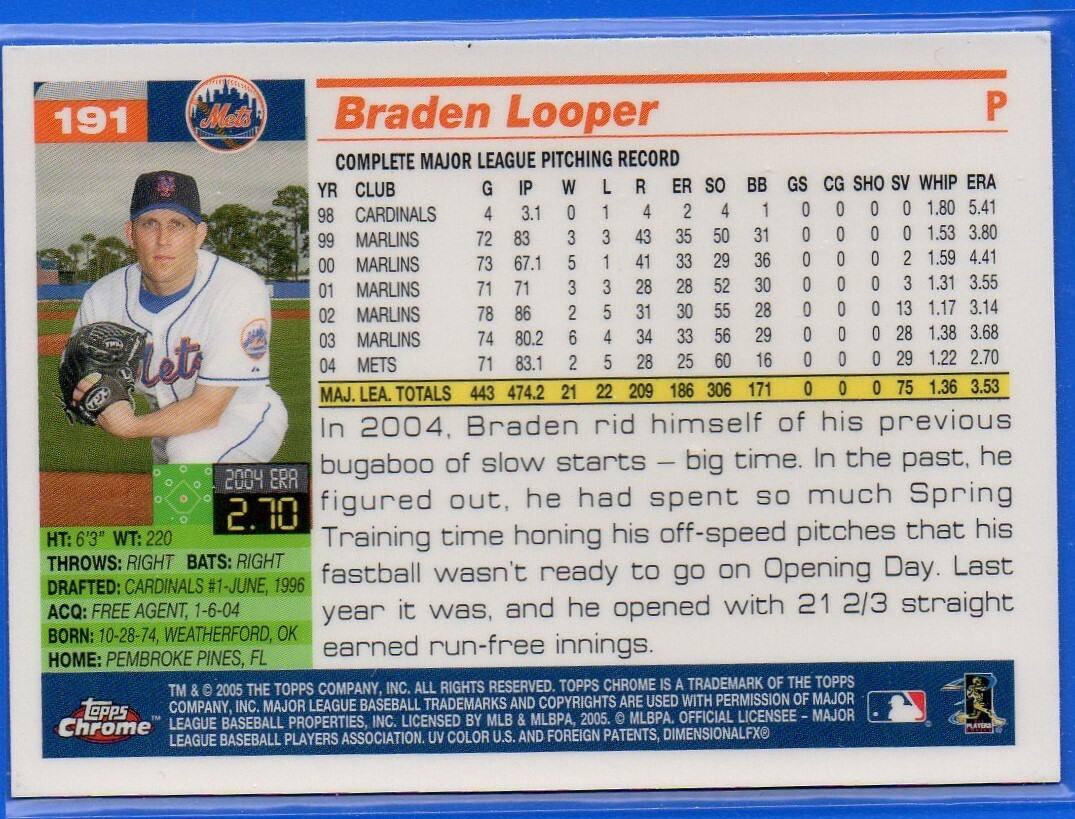 191
Mets
Braden Looper P
COMPLETE MAJOR LEAGUE PITCHING RECORD
YR CLUB G IP W L R ER SO BB GS CG SHO SV WHIP ERA
98 CARDINALS 4 3.1 0 1 4 2 4 1 0 0 0 0 1.80 5.41
99 MARLINS 72 83 3 3 43 35 50 31 0 0 0 0 1.53 3.80
00 MARLINS 73 67.1 5 1 41 33 29 36 0 0 0 2 1.59 4.41
01 MARLINS 71 71 3 3 28 28 52 30 0 0 0 3 1.31 3.55
02 MARLINS 78 86 2 5 31 30 55 28 0 0 0 13 1.17 3.14
03 MARLINS 74 80.2 6 4 34 33 56 29 0 0 0 28 1.38 3.68
04 METS 71 83.1 2 5 28 25 60 16 0 0 0 29 1.22 2.70
MAJ. LEA. TOTALS 443 474.2 21 22 209 186 306 171 0 0 0 75 1.36 3.53
In 2004, Braden rid himself of his previous
bugaboo of slow starts – big time. In the past, he
figured out, he had spent so much Spring
Training time honing his off-speed pitches that his
fastball wasn't ready to go on Opening Day. Last
year it was, and he opened with 21 2/3 straight
earned run-free innings.
Mets
2004 ERA
2.70
HT: 6'3" WT: 220
THROWS: RIGHT BATS: RIGHT
DRAFTED: CARDINALS #1-JUNE, 1996
ACQ: FREE AGENT, 1-6-04
BORN: 10-28-74, WEATHERFORD, OK
HOME: PEMBROKE PINES, FL
Topps
Chrome™
TM & © 2005 THE TOPPS COMPANY, INC. ALL RIGHTS RESERVED. TOPPS CHROME IS A TRADEMARK OF THE TOPPS
COMPANY, INC. MAJOR LEAGUE BASEBALL TRADEMARKS AND COPYRIGHTS ARE USED WITH PERMISSION OF MAJOR
LEAGUE BASEBALL PROPERTIES, INC. LICENSED BY MLB & MLBPA, 2005. © MLBPA. OFFICIAL LICENSEE – MAJOR
LEAGUE BASEBALL PLAYERS ASSOCIATION. UV COLOR U.S. AND FOREIGN PATENTS, DIMENSIONALFX®
PLAYERS